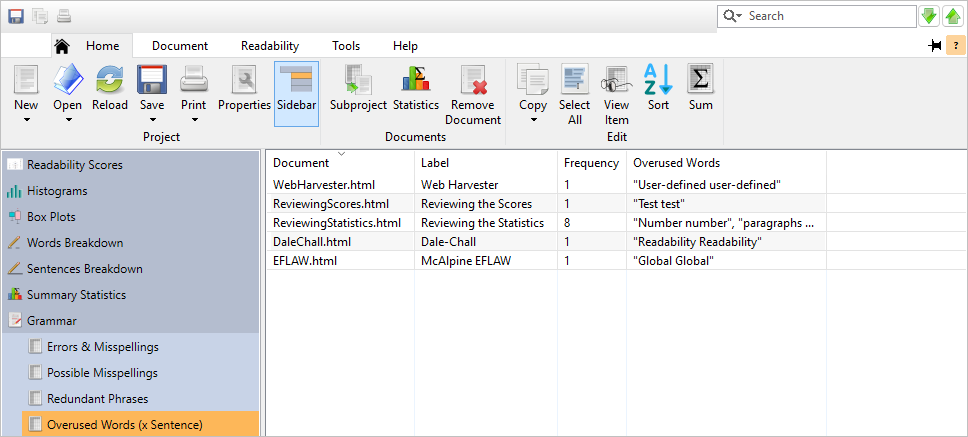 Search
Home Document Readability Tools Help ?
New Open Reload Save Print Properties Sidebar Subproject Statistics Remove Document Copy Select All View Item Sort Sum
Project Documents Edit
Readability Scores
Histograms
Box Plots
Words Breakdown
Sentences Breakdown
Summary Statistics
Grammar
Errors & Misspellings
Possible Misspellings
Redundant Phrases
Overused Words (x Sentence)
Document Label Frequency Overused Words
WebHarvester.html Web Harvester 1 "User-defined user-defined"
ReviewingScores.html Reviewing the Scores 1 "Test test"
ReviewingStatistics.html Reviewing the Statistics 8 "Number number", "paragraphs ...
DaleChall.html Dale-Chall 1 "Readability Readability"
EFLAW.html McAlpine EFLAW 1 "Global Global"